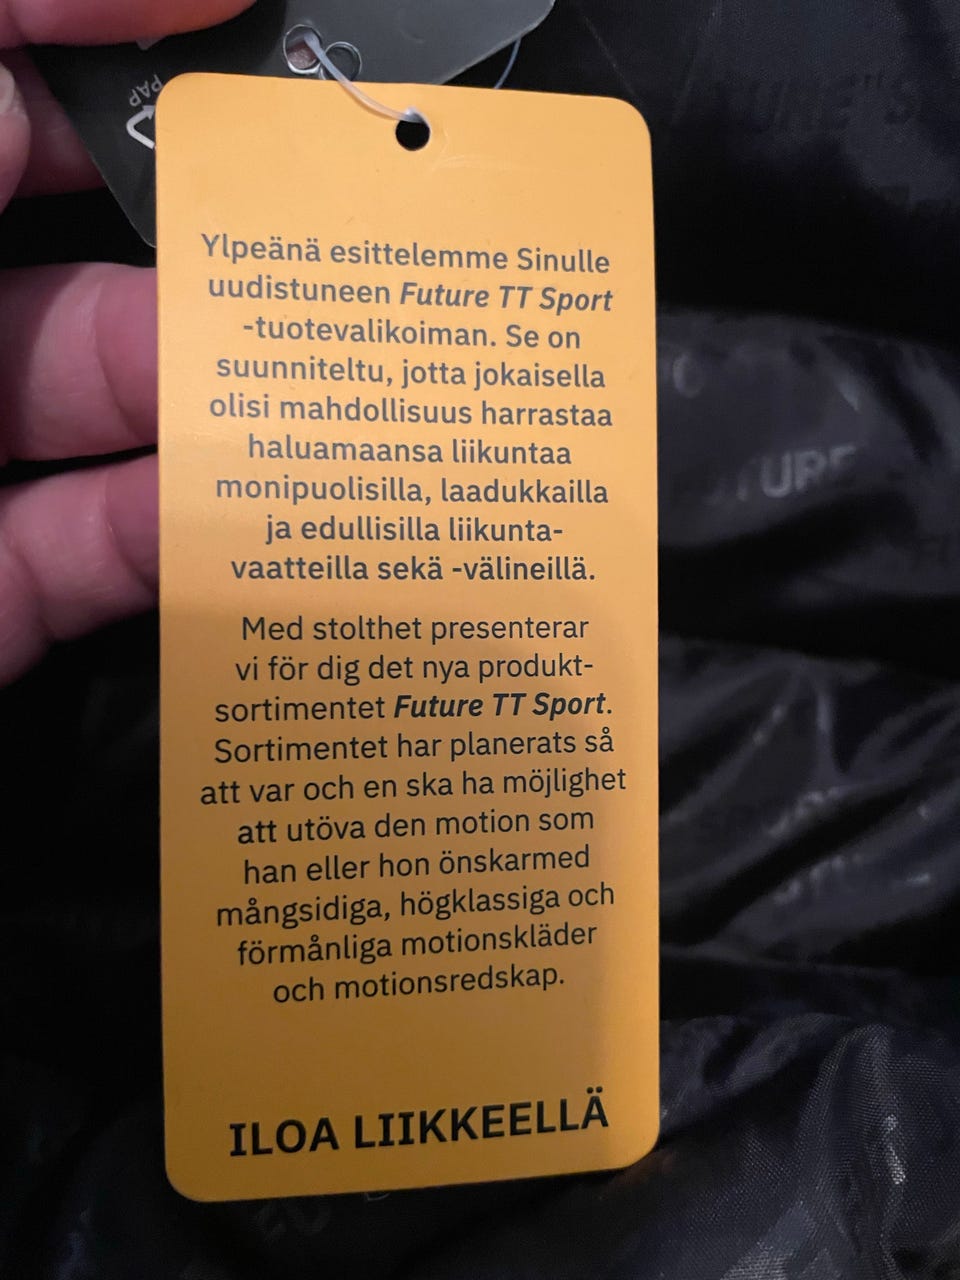 PAP
Ylpeänä esittelemme Sinulle
uudistuneen Future TT Sport
-tuotevalikoiman. Se on
suunniteltu, jotta jokaisella
olisi mahdollisuus harrastaa
haluamaansa liikuntaa
monipuolisilla, laadukkailla
ja edullisilla liikunta-
vaatteilla sekä -välineillä.
Med stolthet presenterar
vi för dig det nya produkt-
sortimentet Future TT Sport.
Sortimentet har planerats så
att var och en ska ha möjlighet
att utöva den motion som
han eller hon önskarmed
mångsidiga, högklassiga och
förmånliga motionskläder
och motionsredskap.
ILOA LIIKKEELLÄ